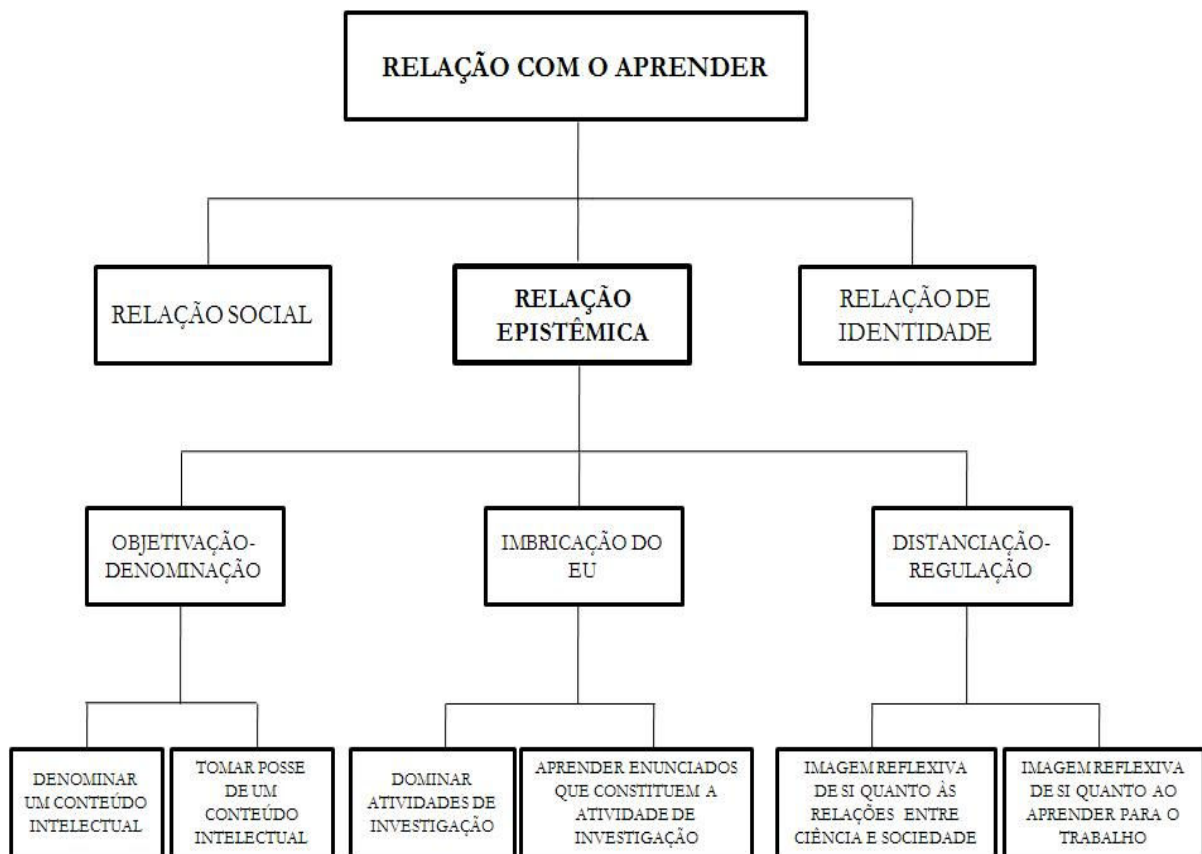 RELAÇÃO COM O APRENDER
RELAÇÃO SOCIAL
RELAÇÃO
EPISTÊMICA
RELAÇÃO DE
IDENTIDADE
OBJETIVAÇÃO-
DENOMINAÇÃO
IMBRICAÇÃO DO
EU
DISTANCIAÇÃO-
REGULAÇÃO
DENOMINAR
UM CONTEÚDO
INTELECTUAL
TOMAR POSSE
DE UM
CONTEÚDO
INTELECTUAL
DOMINAR
ATIVIDADES DE
INVESTIGAÇÃO
APRENDER ENUNCIADOS
QUE CONSTITUEM A
ATIVIDADE DE
INVESTIGAÇÃO
IMAGEM REFLEXIVA
DE SI QUANTO ÀS
RELAÇÕES ENTRE
CIÊNCIA E SOCIEDADE
IMAGEM REFLEXIVA
DE SI QUANTO AO
APRENDER PARA O
TRABALHO